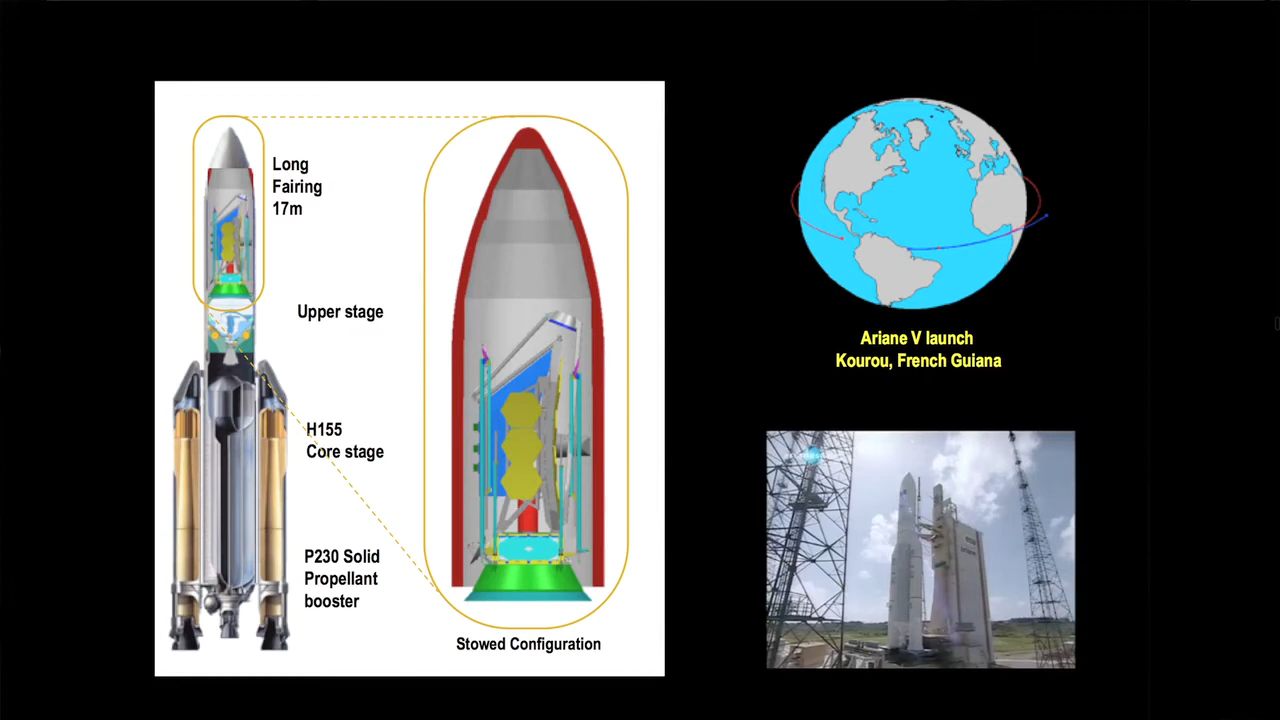 Long
Fairing
17m
Upper stage
H155
Core stage
P230 Solid
Propellant
booster
Stowed Configuration
Ariane V launch
Kourou, French Guiana